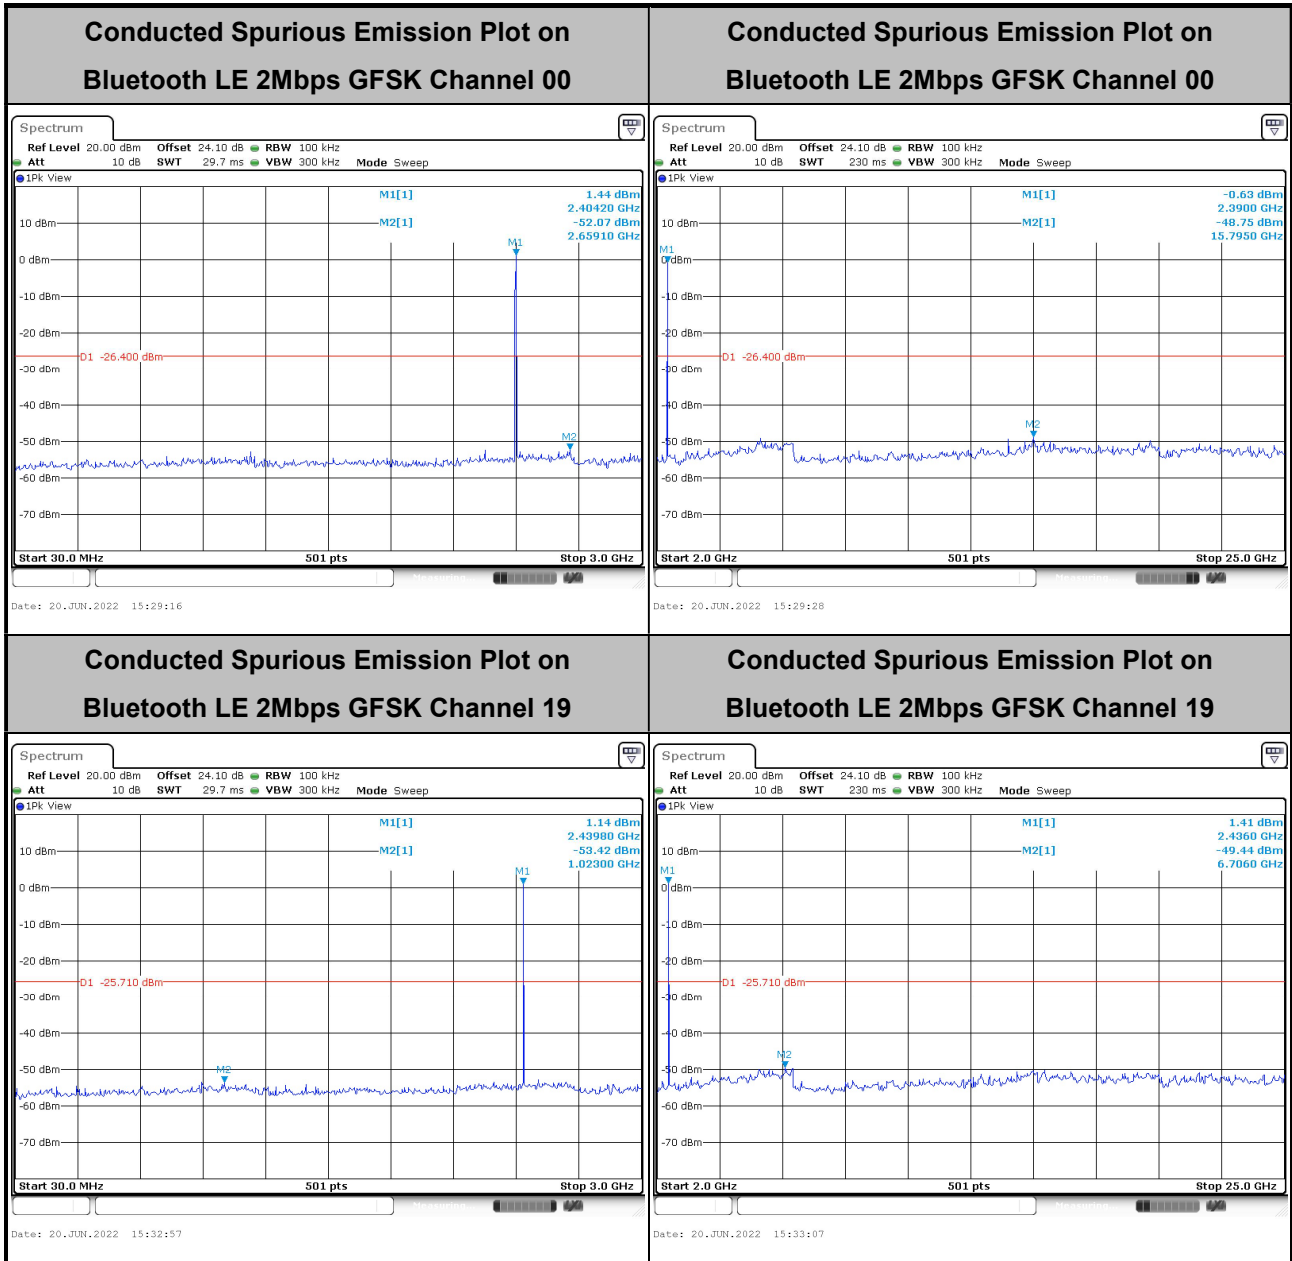 Conducted Spurious Emission Plot on
Bluetooth LE 2Mbps GFSK Channel 00
Spectrum
Ref Level 20.00 dBm Offset 24.10 dB RBW 100 kHz
Att 10 dB SWT 29.7 ms VBW 300 kHz Mode Sweep
1Pk View
M1[1] 1.44 dBm
2.40420 GHz
10 dBm
M2[1] -52.07 dBm
2.65910 GHz
M1
0 dBm
-10 dBm
-20 dBm
D1 -26.400 dBm
-30 dBm
-40 dBm
M2
-50 dBm
-60 dBm
-70 dBm
Start 30.0 MHz 501 pts Stop 3.0 GHz
Measuring...
Date: 20.JUN.2022 15:29:16
Conducted Spurious Emission Plot on
Bluetooth LE 2Mbps GFSK Channel 00
Spectrum
Ref Level 20.00 dBm Offset 24.10 dB RBW 100 kHz
Att 10 dB SWT 230 ms VBW 300 kHz Mode Sweep
1Pk View
M1[1] -0.63 dBm
2.3900 GHz
10 dBm
M2[1] -48.75 dBm
15.7950 GHz
M1
0 dBm
-10 dBm
-20 dBm
D1 -26.400 dBm
-30 dBm
-40 dBm
M2
-50 dBm
-60 dBm
-70 dBm
Start 2.0 GHz 501 pts Stop 25.0 GHz
Measuring...
Date: 20.JUN.2022 15:29:28
Conducted Spurious Emission Plot on
Bluetooth LE 2Mbps GFSK Channel 19
Spectrum
Ref Level 20.00 dBm Offset 24.10 dB RBW 100 kHz
Att 10 dB SWT 29.7 ms VBW 300 kHz Mode Sweep
1Pk View
M1[1] 1.14 dBm
2.43980 GHz
10 dBm
M2[1] -53.42 dBm
1.02300 GHz
M1
0 dBm
-10 dBm
-20 dBm
D1 -25.710 dBm
-30 dBm
-40 dBm
-50 dBm
M2
-60 dBm
-70 dBm
Start 30.0 MHz 501 pts Stop 3.0 GHz
Measuring...
Date: 20.JUN.2022 15:32:57
Conducted Spurious Emission Plot on
Bluetooth LE 2Mbps GFSK Channel 19
Spectrum
Ref Level 20.00 dBm Offset 24.10 dB RBW 100 kHz
Att 10 dB SWT 230 ms VBW 300 kHz Mode Sweep
1Pk View
M1[1] 1.41 dBm
2.4360 GHz
10 dBm
M2[1] -49.44 dBm
6.7060 GHz
M1
0 dBm
-10 dBm
-20 dBm
D1 -25.710 dBm
-30 dBm
-40 dBm
M2
-50 dBm
-60 dBm
-70 dBm
Start 2.0 GHz 501 pts Stop 25.0 GHz
Measuring...
Date: 20.JUN.2022 15:33:07